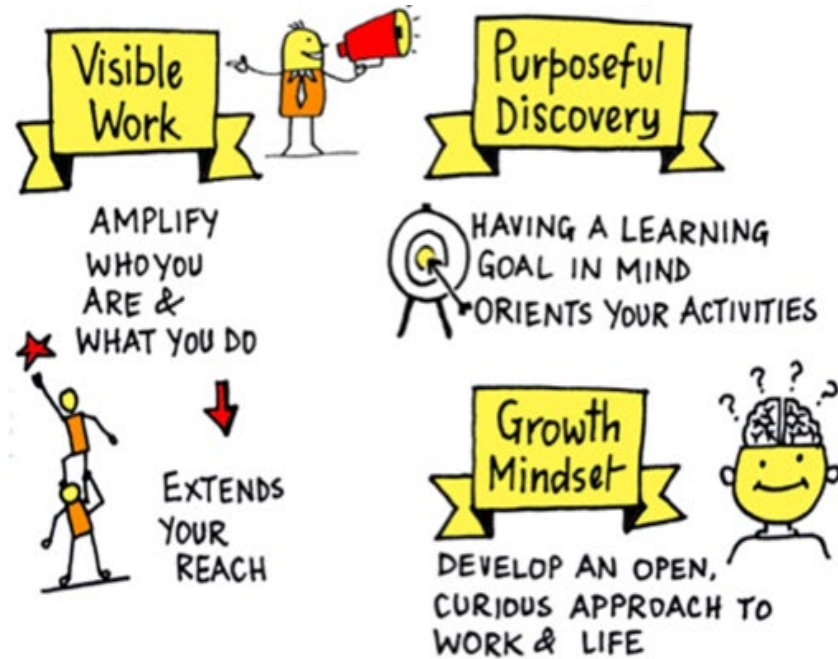 Visible
Work
AMPLIFY
WHO YOU
ARE &
WHAT YOU DO
EXTENDS
YOUR
REACH
Purposeful
Discovery
HAVING A LEARNING
GOAL IN MIND
ORIENTS YOUR ACTIVITIES
Growth
Mindset
? ? ? ?
DEVELOP AN OPEN,
CURIOUS APPROACH TO
WORK & LIFE